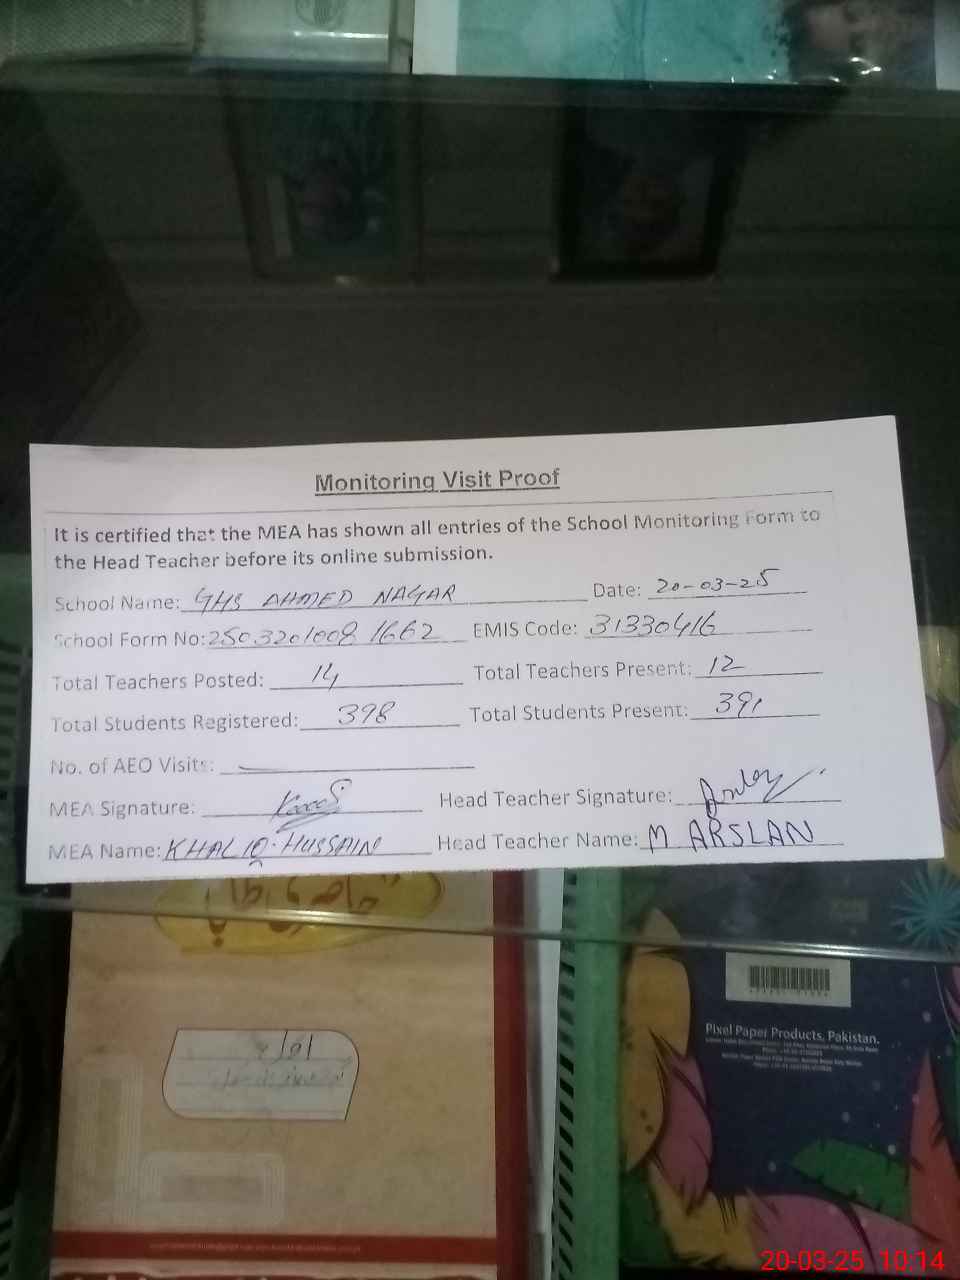 Monitoring Visit Proof
It is certified that the MEA has shown all entries of the School Monitoring Form to
the Head Teacher before its online submission.
School Name: GHS AHMED NAGAR Date: 20-03-25
School Form No: 2503201008 1662 EMIS Code: 31330416
Total Teachers Posted: 14 Total Teachers Present: 12
Total Students Registered: 398 Total Students Present: 391
No. of AEO Visits: —
MEA Signature: Head Teacher Signature:
MEA Name: KHALIQ. HUSSAIN Head Teacher Name: M ARSLAN
Pixel Paper Products, Pakistan.
20-03-25 10:14